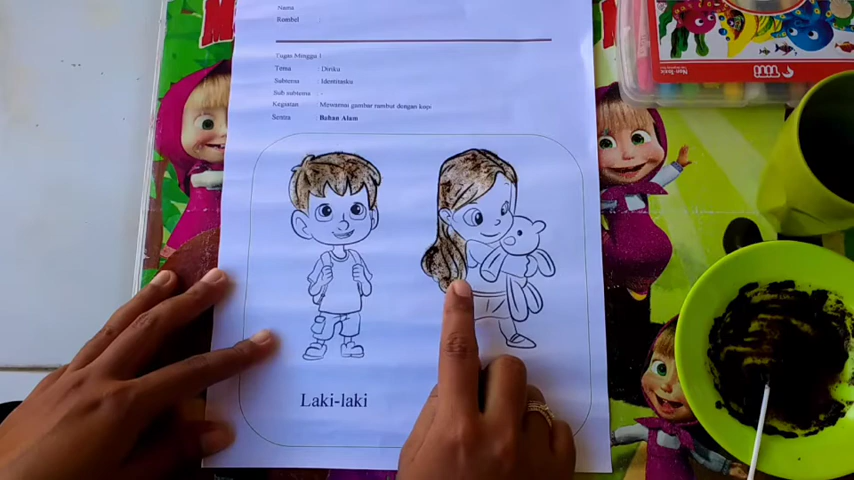 Nama
Rombel :
Tugas Minggu 1
Tema : Diriku
Subtema : Identitasku
Sub subtema : -
Kegiatan : Mewarnai gambar rambut dengan kopi
Sentra : Bahan Alam
Laki-laki